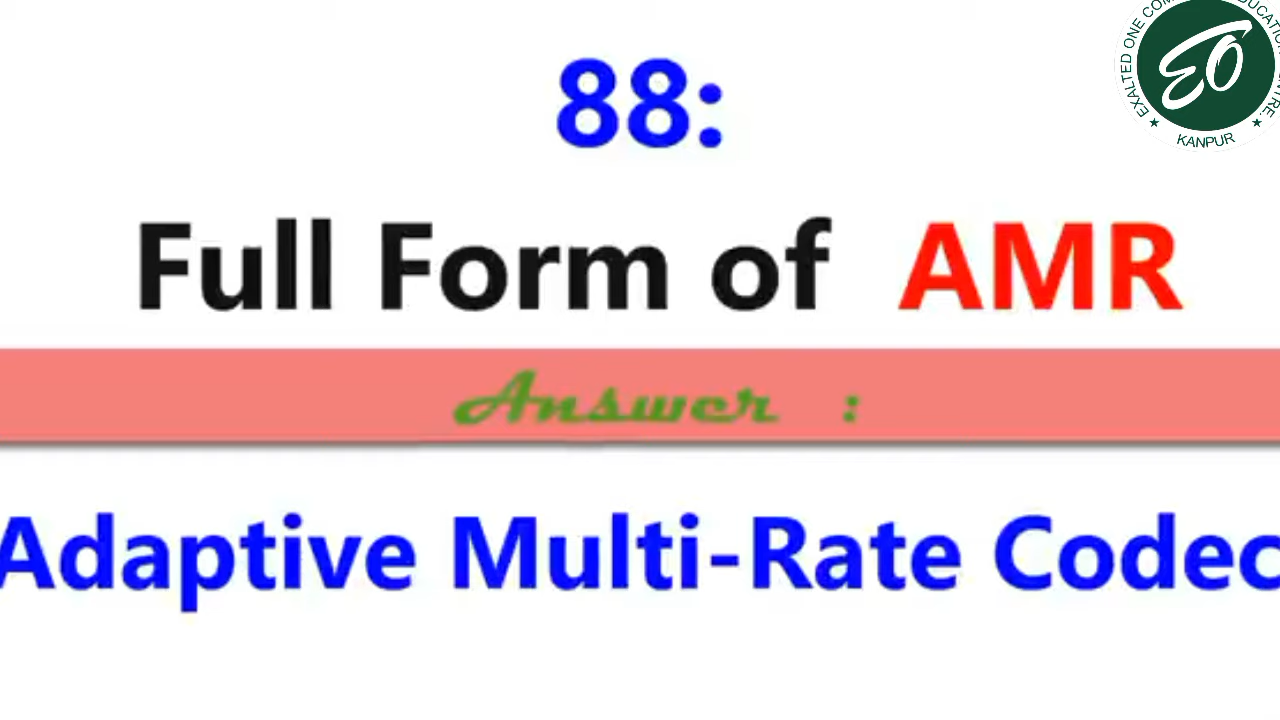 88:
Full Form of AMR
Answer :
Adaptive Multi-Rate Codec
EXALTED ONE
EO
KANPUR